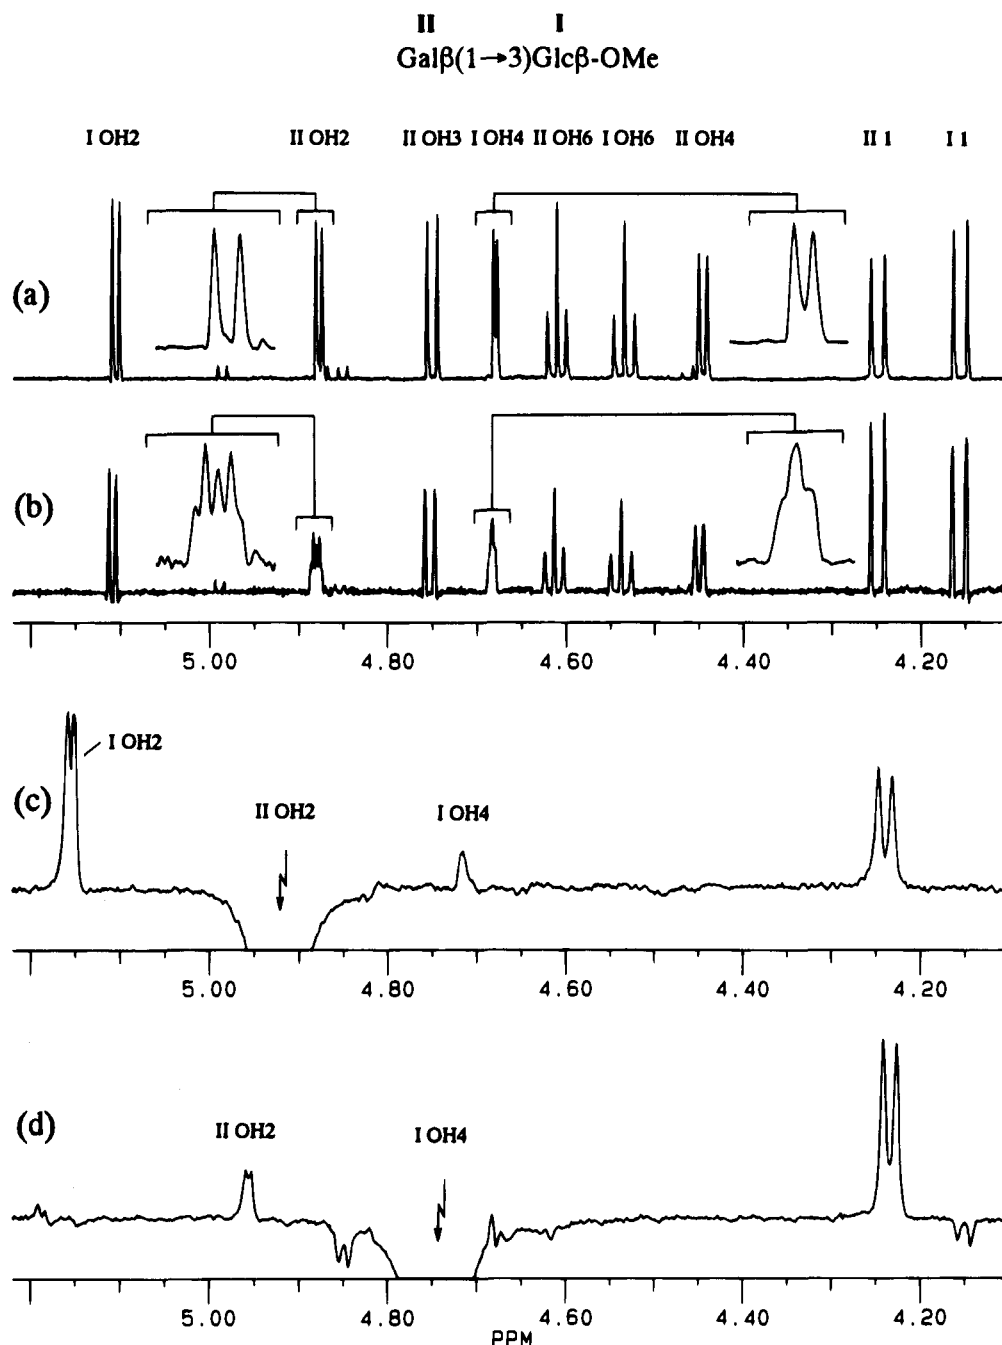 II I
Galβ(1→3)Glcβ-OMe
I OH2 II OH2 II OH3 I OH4 II OH6 I OH6 II OH4 II 1 I 1
(a)
(b)
5.00 4.80 4.60 4.40 4.20
I OH2
(c)
II OH2 I OH4
5.00 4.80 4.60 4.40 4.20
(d)
II OH2 I OH4
5.00 4.80 4.60 4.40 4.20
PPM